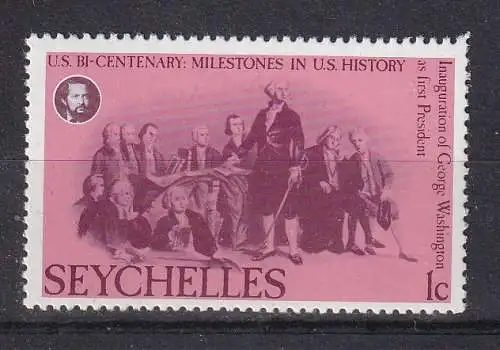 U.S. BI-CENTENARY: MILESTONES IN U.S. HISTORY
Inauguration of George Washington
as first President
SEYCHELLES
1c